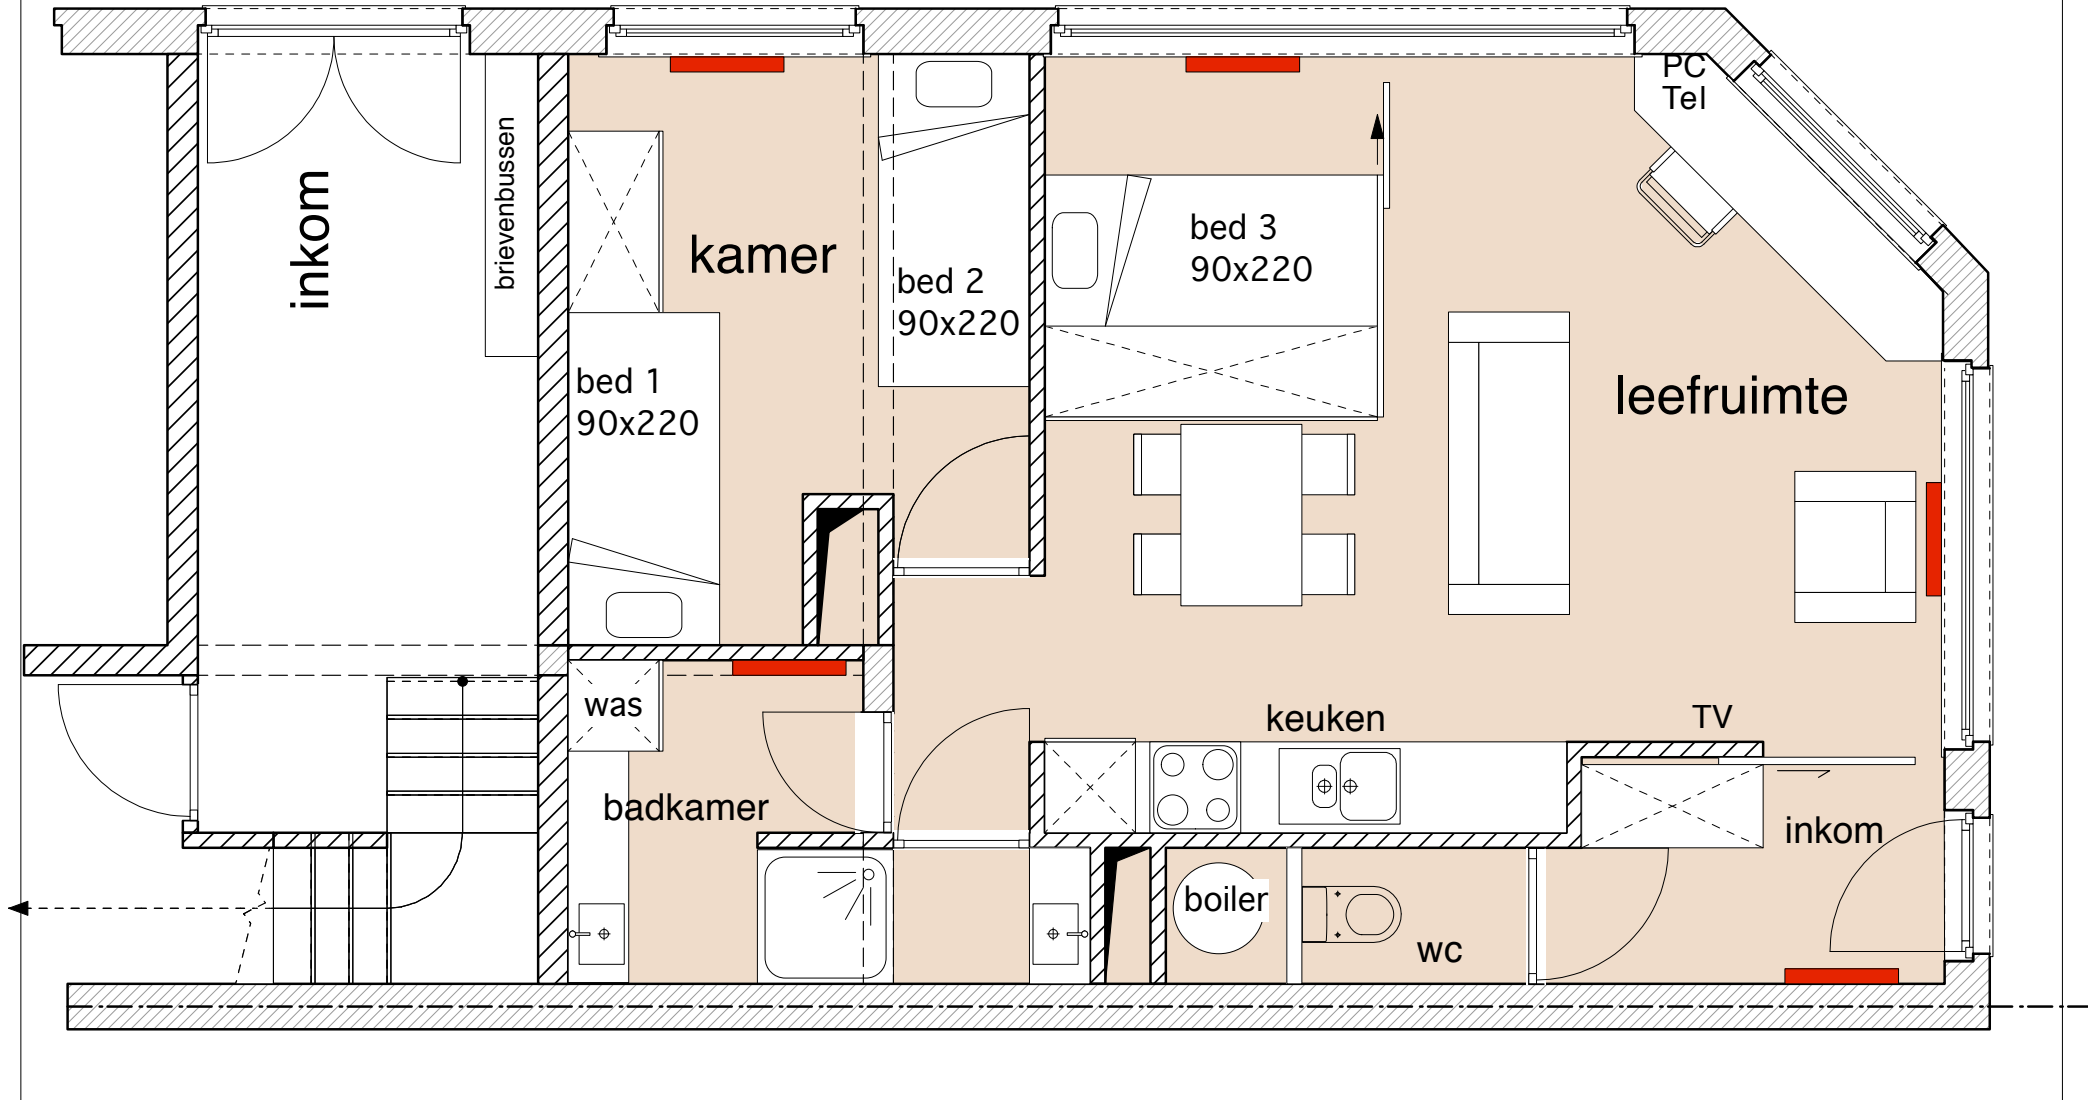 PC
Tel
brievenbussen
inkom
kamer
bed 3
90x220
bed 2
90x220
bed 1
90x220
leefruimte
was
keuken
TV
badkamer
inkom
boiler
wc